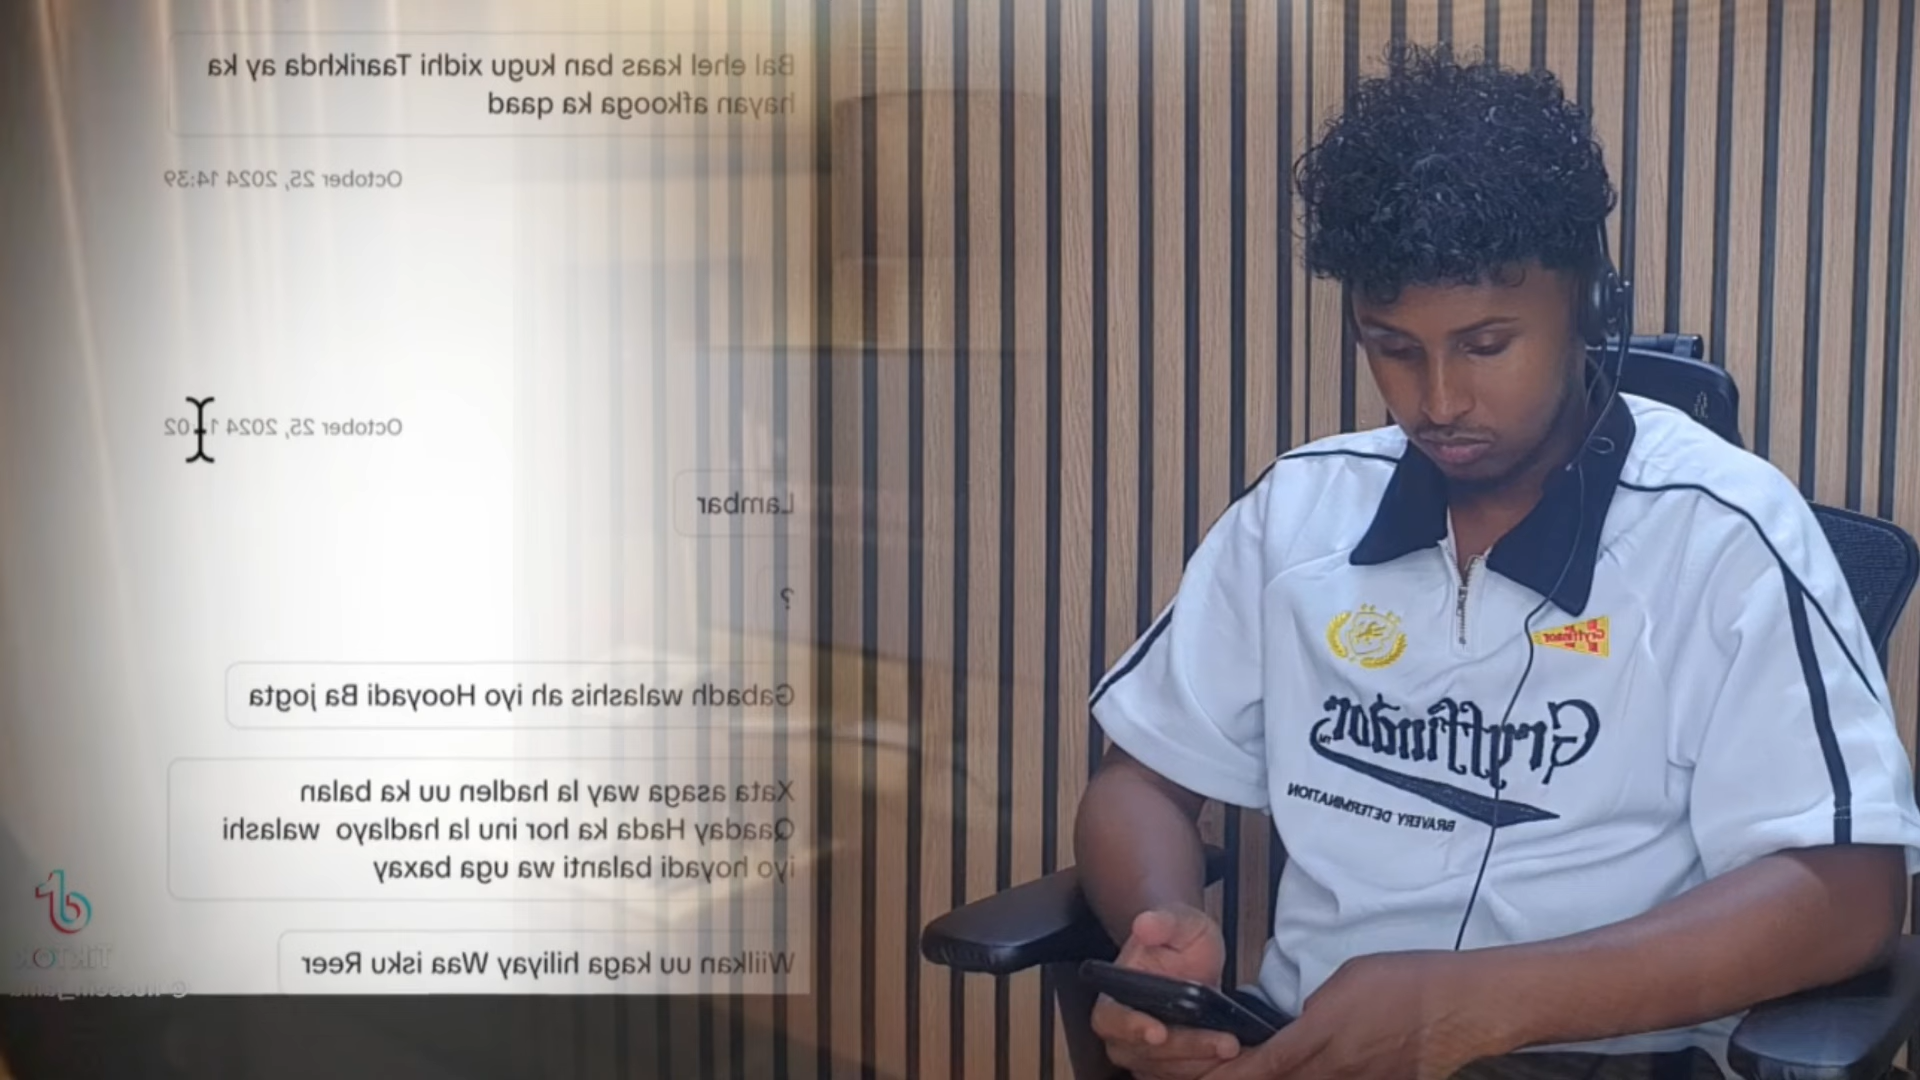 Bal ehel kaas ban kugu xidhi Taarikhda ay ka
hayan afkooga ka qaad
October 25, 2024 14:39
October 25, 2024 1 :02
Lambar
?
Gabadh walashis ah iyo Hooyadi Ba jogta
Xata asaga way la hadlen uu ka balan
Qaaday Hada ka hor inu la hadlayo walashi
iyo hoyadi balanti wa uga baxay
Wiilkan uu kaga hiliyay Waa isku Reer
TikTok
Gryffindor
Gryffindor
BRAVERY DETERMINATION